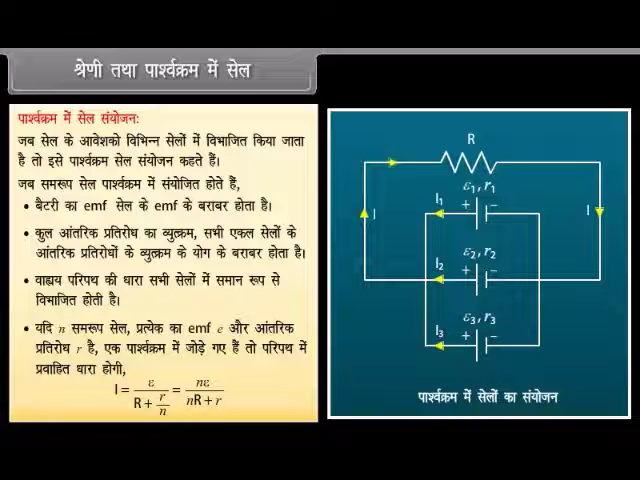 श्रेणी तथा पार्श्वक्रम में सेल
पार्श्वक्रम में सेल संयोजन:
जब सेल के आवेशको विभिन्न सेलों में विभाजित किया जाता
है तो इसे पार्श्वक्रम सेल संयोजन कहते हैं।
जब समरूप सेल पार्श्वक्रम में संयोजित होते हैं,
• बैटरी का emf सेल के emf के बराबर होता है।
• कुल आंतरिक प्रतिरोध का व्युत्क्रम, सभी एकल सेलों के
आंतरिक प्रतिरोधों के व्युत्क्रम के योग के बराबर होता है।
• वाह्यय परिपथ की धारा सभी सेलों में समान रूप से
विभाजित होती है।
• यदि n समरूप सेल, प्रत्येक का emf e और आंतरिक
प्रतिरोध r है, एक पार्श्वक्रम में जोड़े गए हैं तो परिपथ में
प्रवाहित धारा होगी,
I = ε / (R + r/n) = nε / (nR + r)
R
ε₁, r₁
I₁ + −
I I
ε₂, r₂
I₂ + −
ε₃, r₃
I₃ + −
पार्श्वक्रम में सेलों का संयोजन